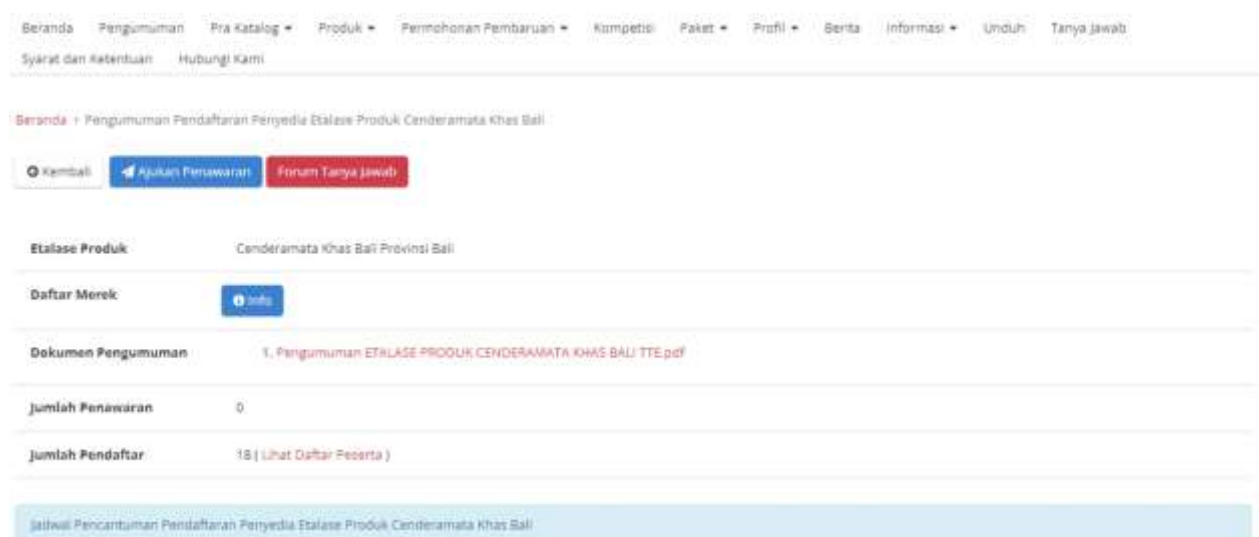 Beranda Pengumuman Pra Katalog Produk Permohonan Pembaruan Kompetisi Paket Profil Berita Informasi Unduh Tanya Jawab
Syarat dan Ketentuan Hubungi Kami
Beranda › Pengumuman Pendaftaran Penyedia Etalase Produk Cenderamata Khas Bali
Kembali Ajukan Penawaran Forum Tanya Jawab
Etalase Produk Cenderamata Khas Bali Provinsi Bali
Daftar Merek Info
Dokumen Pengumuman 1. Pengumuman ETALASE PRODUK CENDERAMATA KHAS BALI TTE.pdf
Jumlah Penawaran 0
Jumlah Pendaftar 18 ( Lihat Daftar Peserta )
Jadwal Pencantuman Pendaftaran Penyedia Etalase Produk Cenderamata Khas Bali